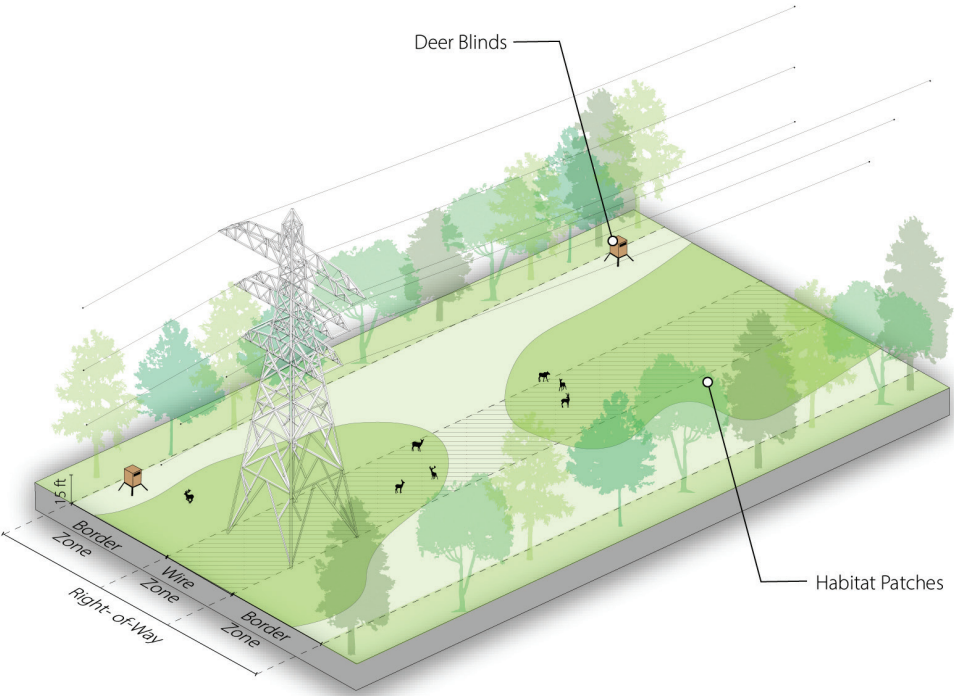 Deer Blinds
Habitat Patches
15 ft
Border
Zone
Wire
Zone
Border
Zone
Right- of-Way